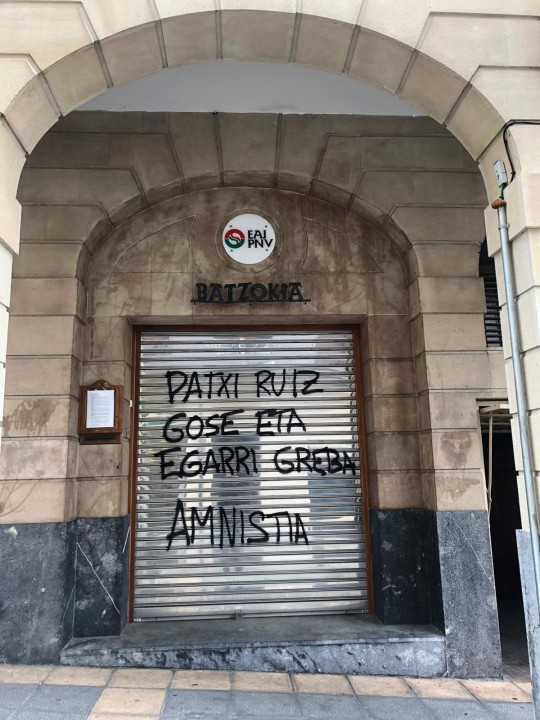 EAJ
PNV
BATZOKIA
PATXI RUIZ
GOSE ETA
EGARRI GREBA
AMNISTIA